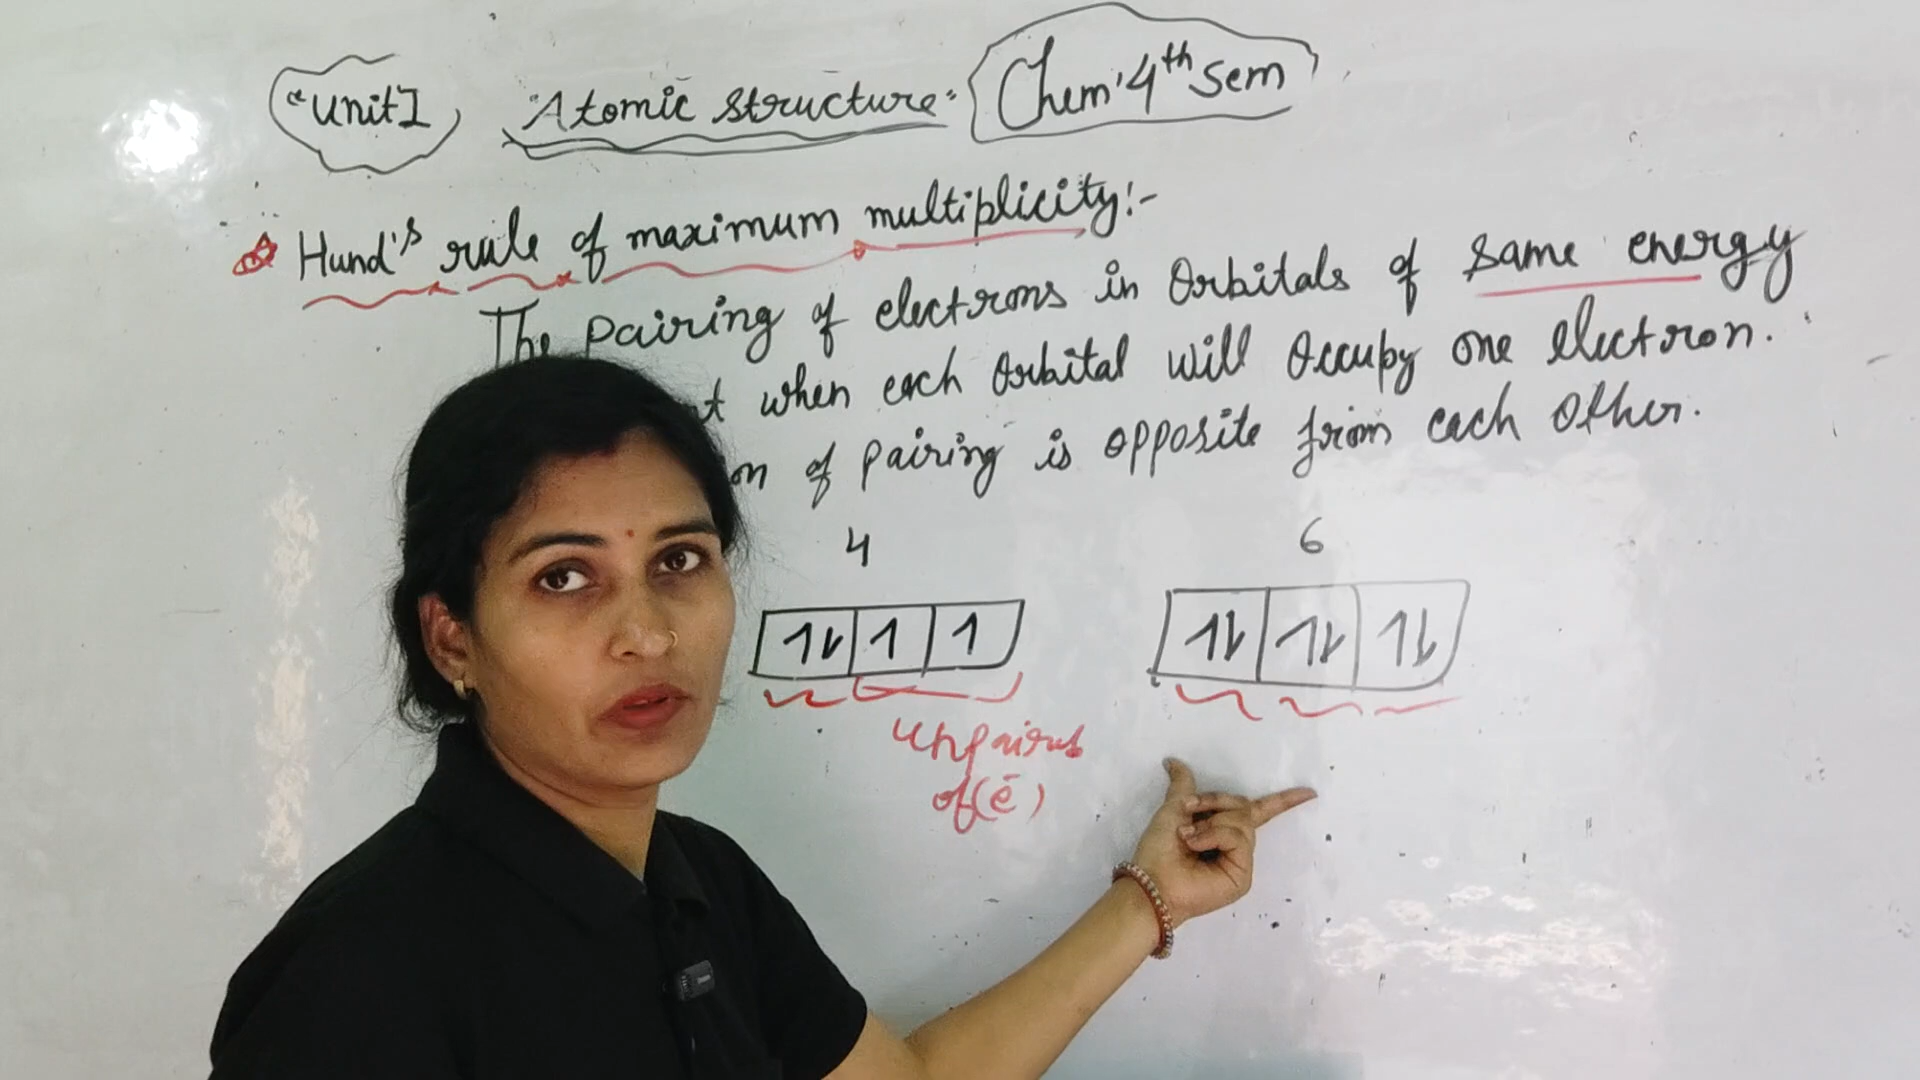 "Unit I
"Atomic structure"
Chem' 4th sem
(1) Hund's rule of maximum multiplicity:-
The pairing of electrons in Orbitals of same energy
when each Orbital will Occupy one electron.
of pairing is opposite from each Other.
4
6
1⇂ 1 1
1⇂ 1⇂ 1⇂
of (ē)